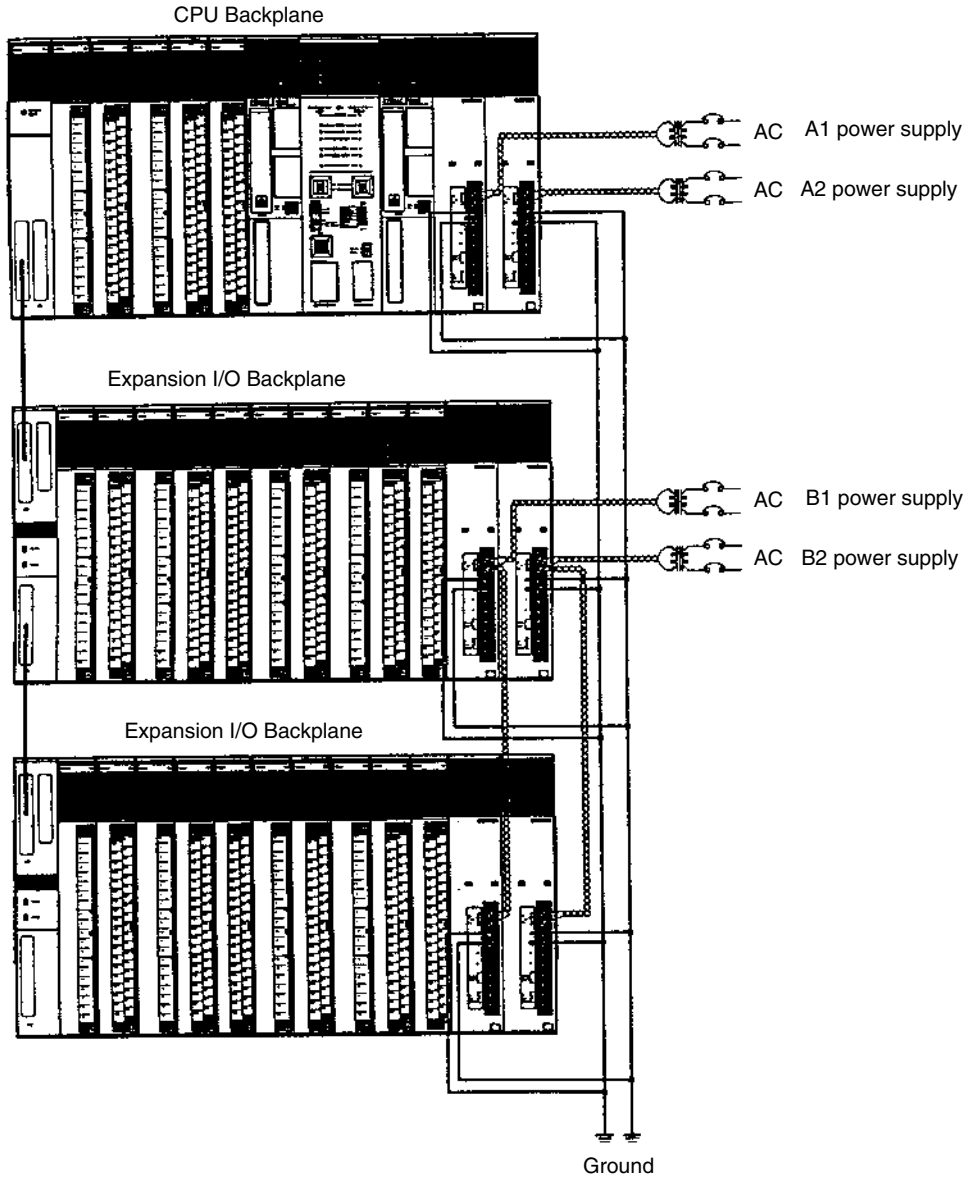 CPU Backplane
AC A1 power supply
AC A2 power supply
Expansion I/O Backplane
AC B1 power supply
AC B2 power supply
Expansion I/O Backplane
Ground